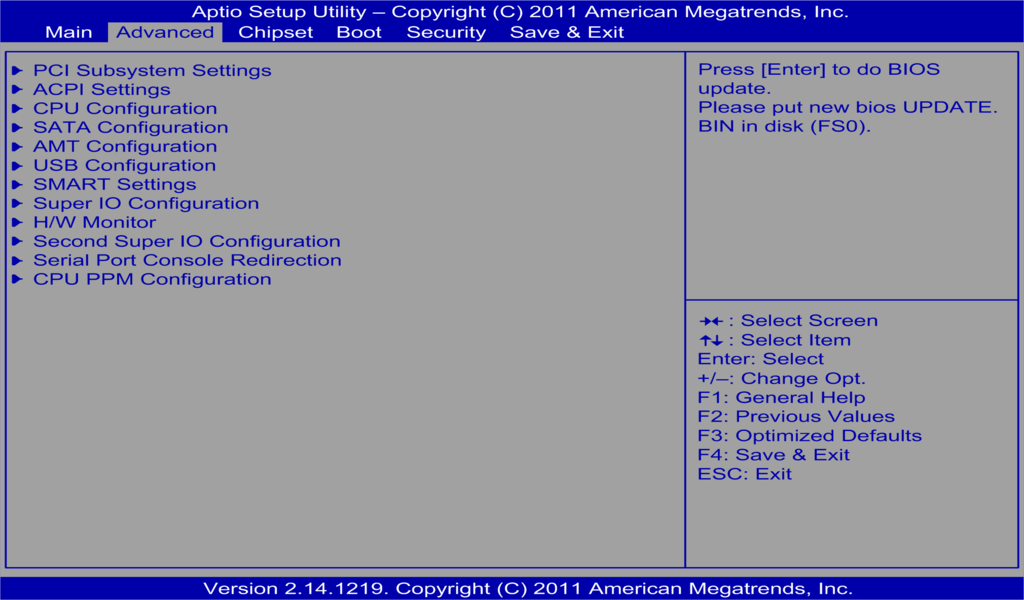 Aptio Setup Utility – Copyright (C) 2011 American Megatrends, Inc.
Main Advanced Chipset Boot Security Save & Exit
PCI Subsystem Settings
ACPI Settings
CPU Configuration
SATA Configuration
AMT Configuration
USB Configuration
SMART Settings
Super IO Configuration
H/W Monitor
Second Super IO Configuration
Serial Port Console Redirection
CPU PPM Configuration
Press [Enter] to do BIOS
update.
Please put new bios UPDATE.
BIN in disk (FS0).
→← : Select Screen
↑↓ : Select Item
Enter: Select
+/–: Change Opt.
F1: General Help
F2: Previous Values
F3: Optimized Defaults
F4: Save & Exit
ESC: Exit
Version 2.14.1219. Copyright (C) 2011 American Megatrends, Inc.